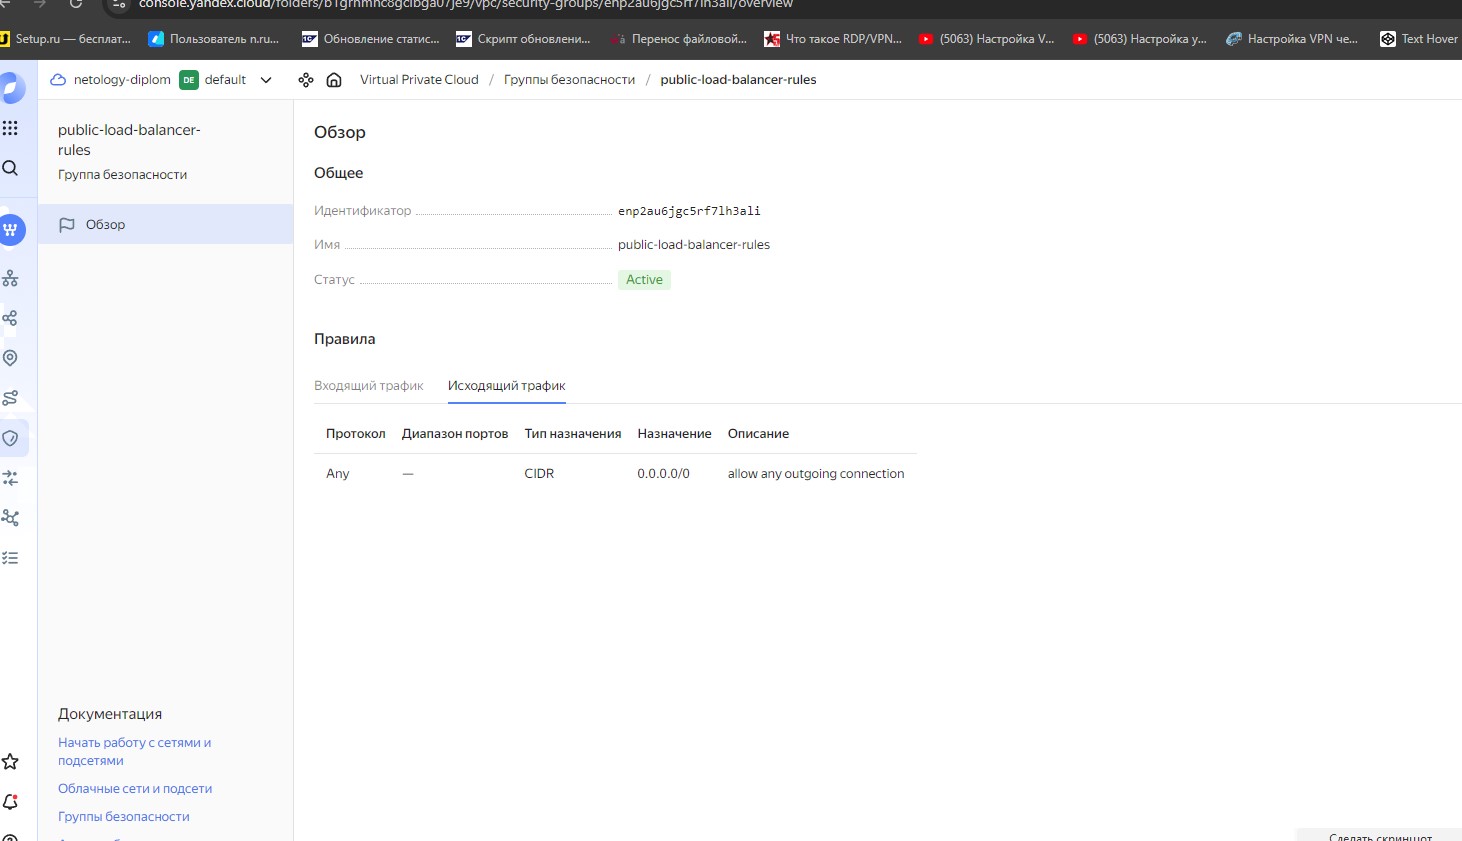 console.yandex.cloud/folders/b1grhmhc8gclbga07je9/vpc/security-groups/enp2au6jgc5rf7lh3ali/overview
Setup.ru — бесплат... Пользователь n.ru... Обновление статис... Скрипт обновлени... Перенос файловой... Что такое RDP/VPN... (5063) Настройка V... (5063) Настройка у... Настройка VPN че... Text Hover
netology-diplom DE default Virtual Private Cloud / Группы безопасности / public-load-balancer-rules
public-load-balancer-
rules
Группа безопасности
Обзор
Обзор
Общее
Идентификатор enp2au6jgc5rf7lh3ali
Имя public-load-balancer-rules
Статус Active
Правила
Входящий трафик Исходящий трафик
Протокол Диапазон портов Тип назначения Назначение Описание
Any — CIDR 0.0.0.0/0 allow any outgoing connection
Документация
Начать работу с сетями и
подсетями
Облачные сети и подсети
Группы безопасности
Сделать скриншот